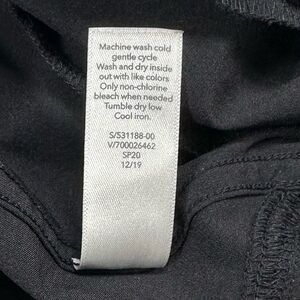 Machine wash cold
gentle cycle
Wash and dry inside
out with like colors
Only non-chlorine
bleach when needed
Tumble dry low
Cool iron.
S/531188-00
V/700026462
SP20
12/19